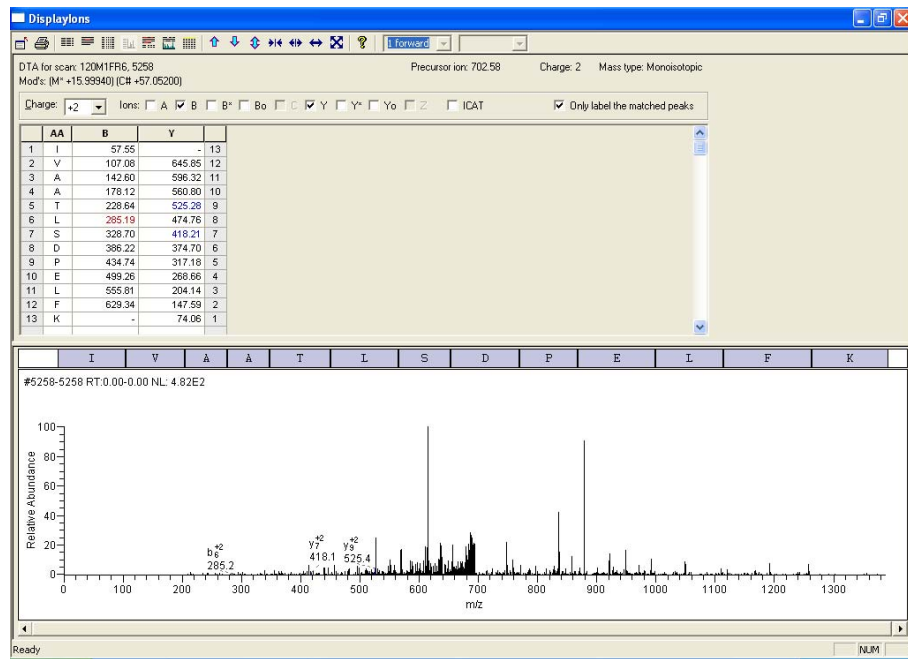 DisplayIons
I forward
DTA for scan: 120M1FR6, 5258 Precursor ion: 702.58 Charge: 2 Mass type: Monoisotopic
Mod's: (M* +15.99940) (C# +57.05200)
Charge: +2 Ions: A B B* Bo C Y Y* Yo Z ICAT Only label the matched peaks
AA B Y
1 I 57.55 - 13
2 V 107.08 645.85 12
3 A 142.60 596.32 11
4 A 178.12 560.80 10
5 T 228.64 525.28 9
6 L 285.19 474.76 8
7 S 328.70 418.21 7
8 D 386.22 374.70 6
9 P 434.74 317.18 5
10 E 499.26 268.66 4
11 L 555.81 204.14 3
12 F 629.34 147.59 2
13 K - 74.06 1
I V A A T L S D P E L F K
#5258-5258 RT:0.00-0.00 NL: 4.82E2
100
80
60
40
20
0
Relative Abundance
b6+2
285.2
y7+2
418.1
y9+2
525.4
0 100 200 300 400 500 600 700 800 900 1000 1100 1200 1300
m/z
Ready NUM